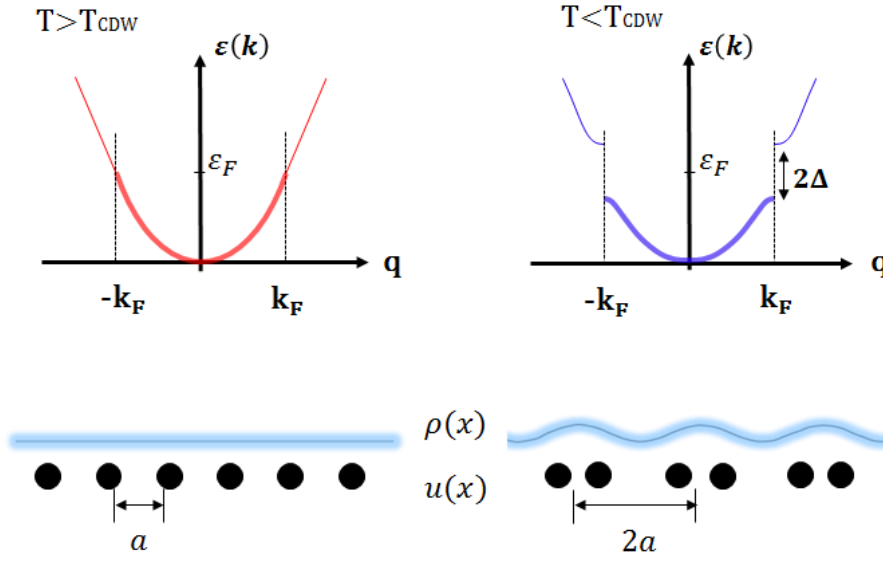 T>TCDW
ε(k)
εF
q
-kF
kF
T<TCDW
ε(k)
εF
2Δ
q
-kF
kF
ρ(x)
u(x)
a
2a